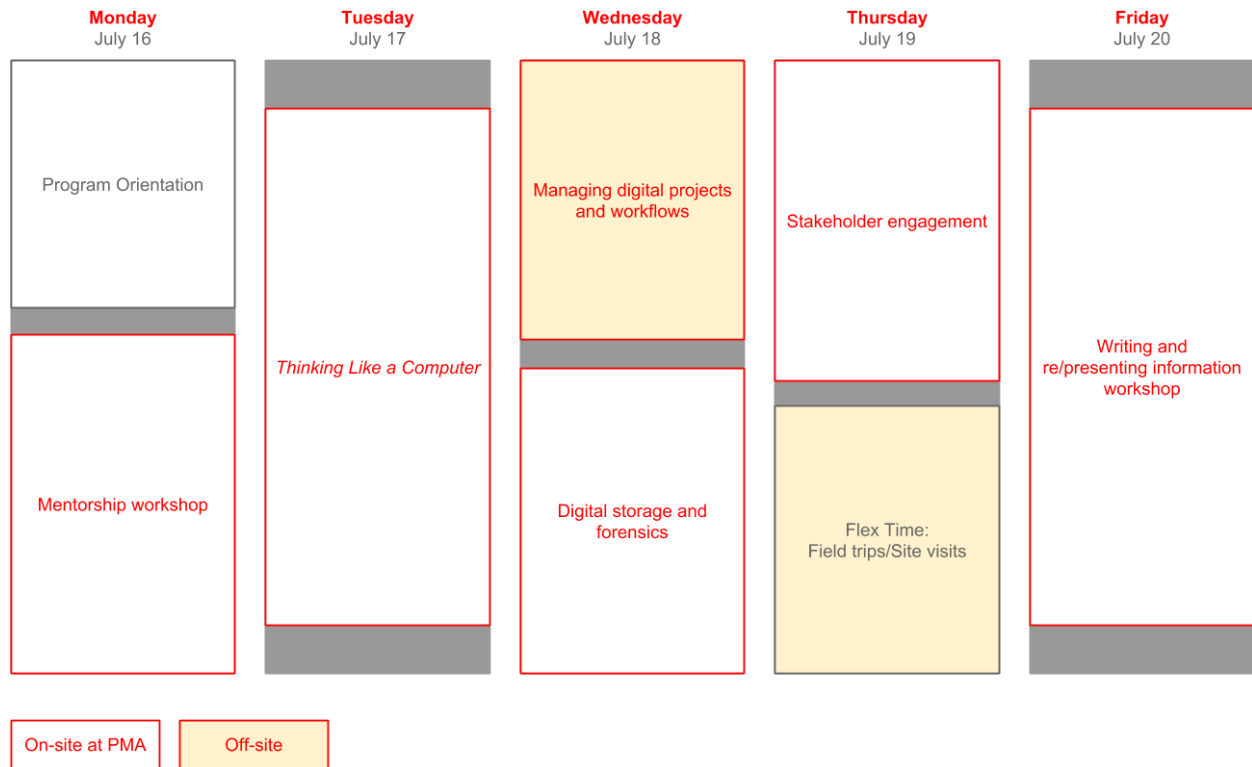 Monday
July 16
Tuesday
July 17
Wednesday
July 18
Thursday
July 19
Friday
July 20
Program Orientation
Mentorship workshop
Thinking Like a Computer
Managing digital projects
and workflows
Digital storage and
forensics
Stakeholder engagement
Flex Time:
Field trips/Site visits
Writing and
re/presenting information
workshop
On-site at PMA
Off-site